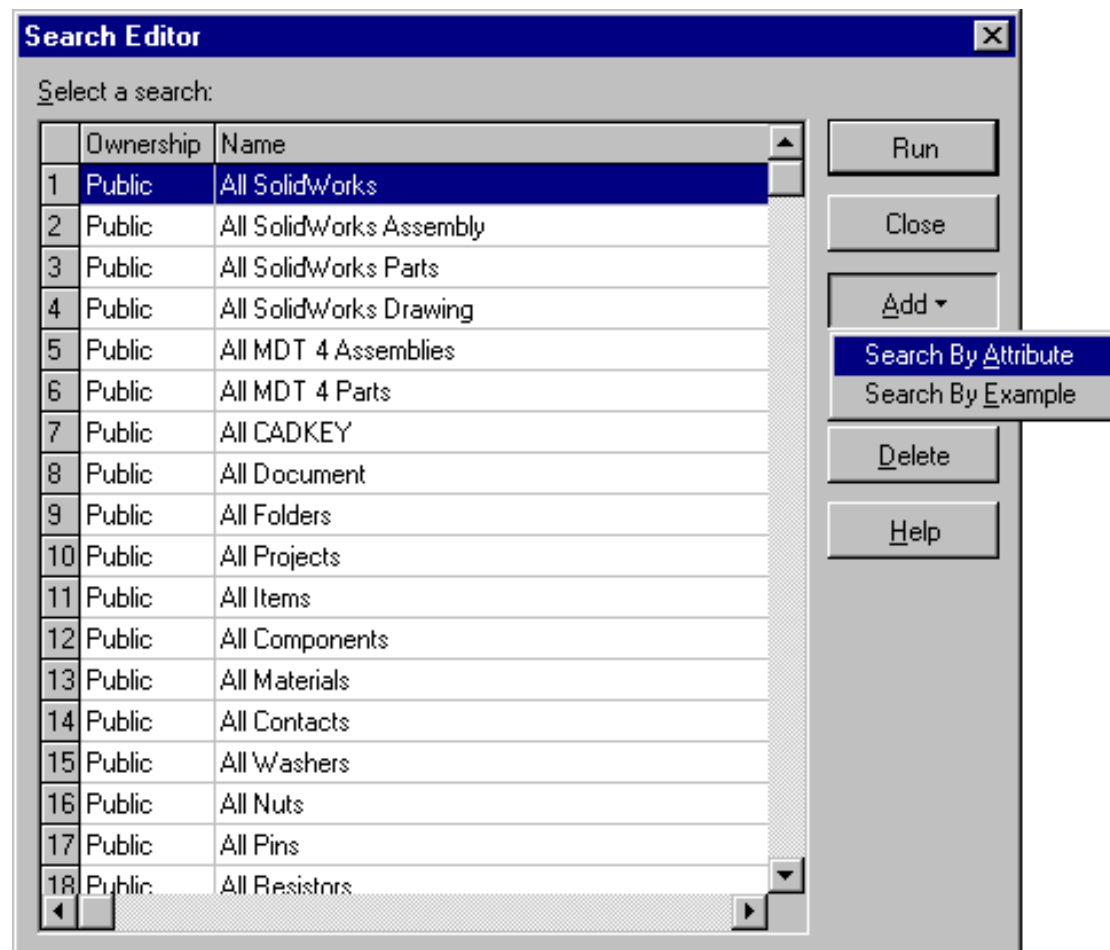 Search Editor
Select a search:
Ownership Name
1 Public All SolidWorks
2 Public All SolidWorks Assembly
3 Public All SolidWorks Parts
4 Public All SolidWorks Drawing
5 Public All MDT 4 Assemblies
6 Public All MDT 4 Parts
7 Public All CADKEY
8 Public All Document
9 Public All Folders
10 Public All Projects
11 Public All Items
12 Public All Components
13 Public All Materials
14 Public All Contacts
15 Public All Washers
16 Public All Nuts
17 Public All Pins
18 Public All Resistors
Run
Close
Add
Search By Attribute
Search By Example
Delete
Help